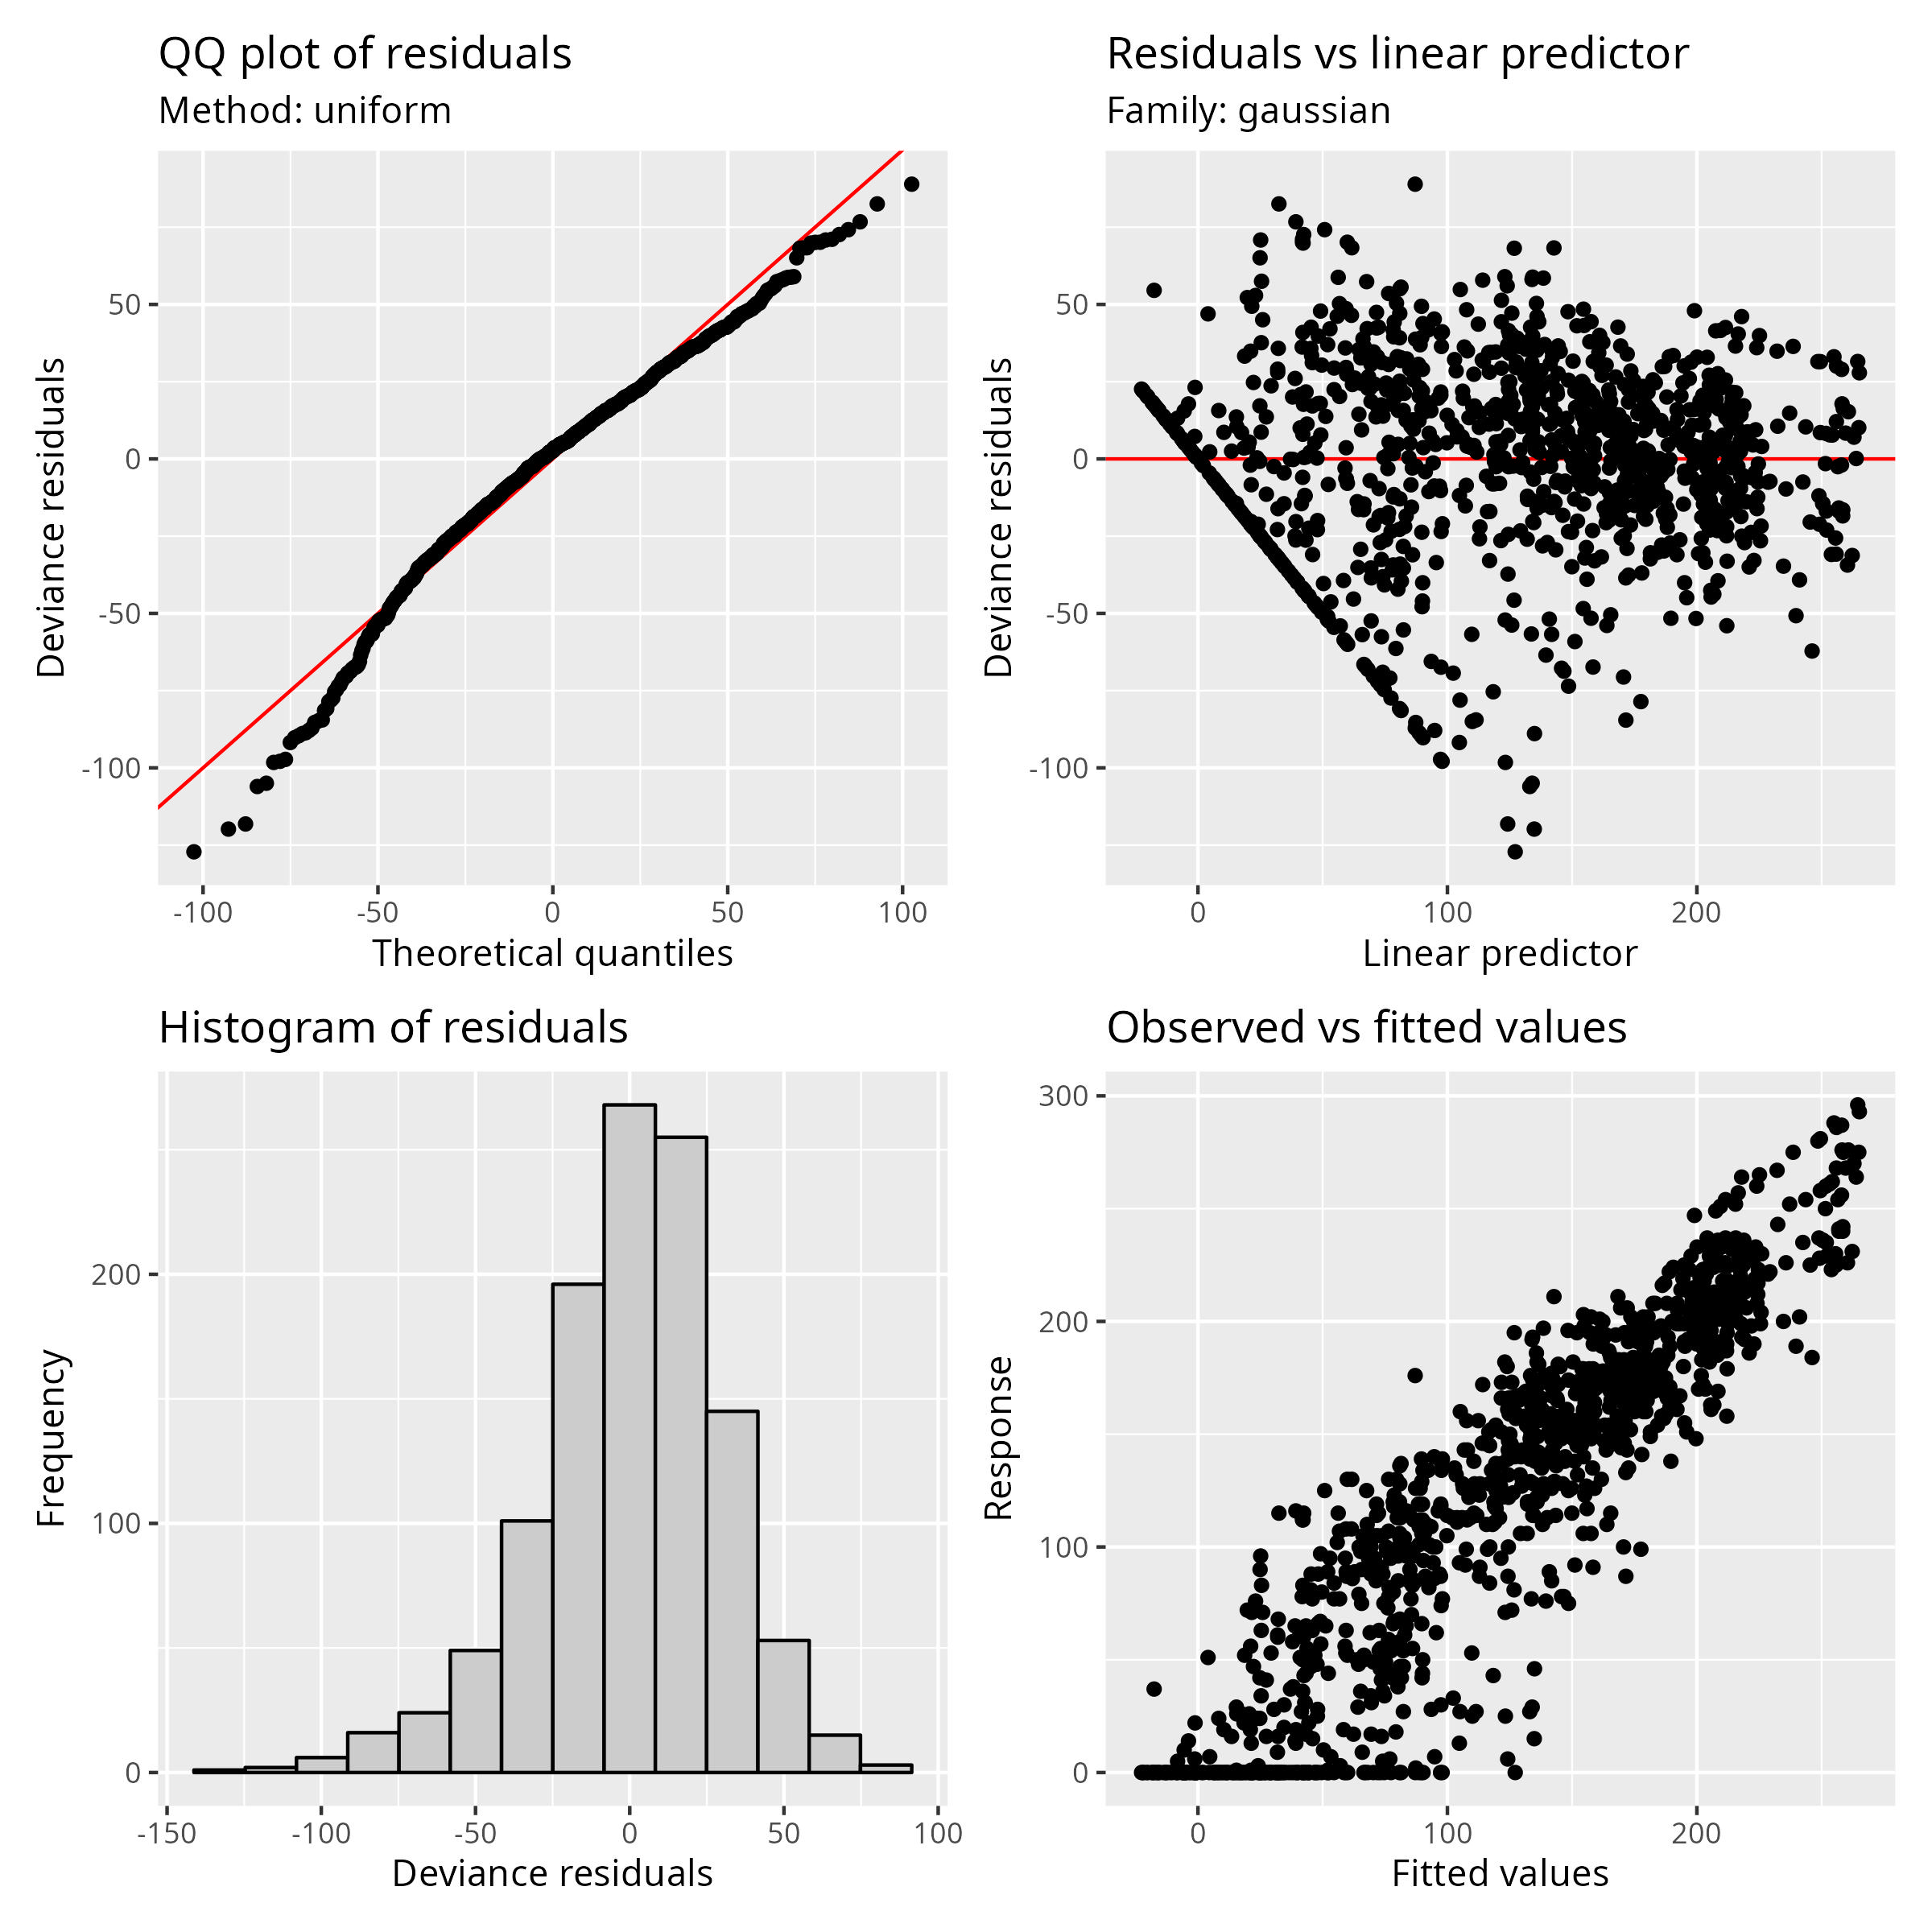 QQ plot of residuals
Method: uniform
Deviance residuals
50
0
-50
-100
-100
-50
0
50
100
Theoretical quantiles
Residuals vs linear predictor
Family: gaussian
Deviance residuals
50
0
-50
-100
0
100
200
Linear predictor
Histogram of residuals
Frequency
200
100
0
-150
-100
-50
0
50
100
Deviance residuals
Observed vs fitted values
Response
300
200
100
0
0
100
200
Fitted values